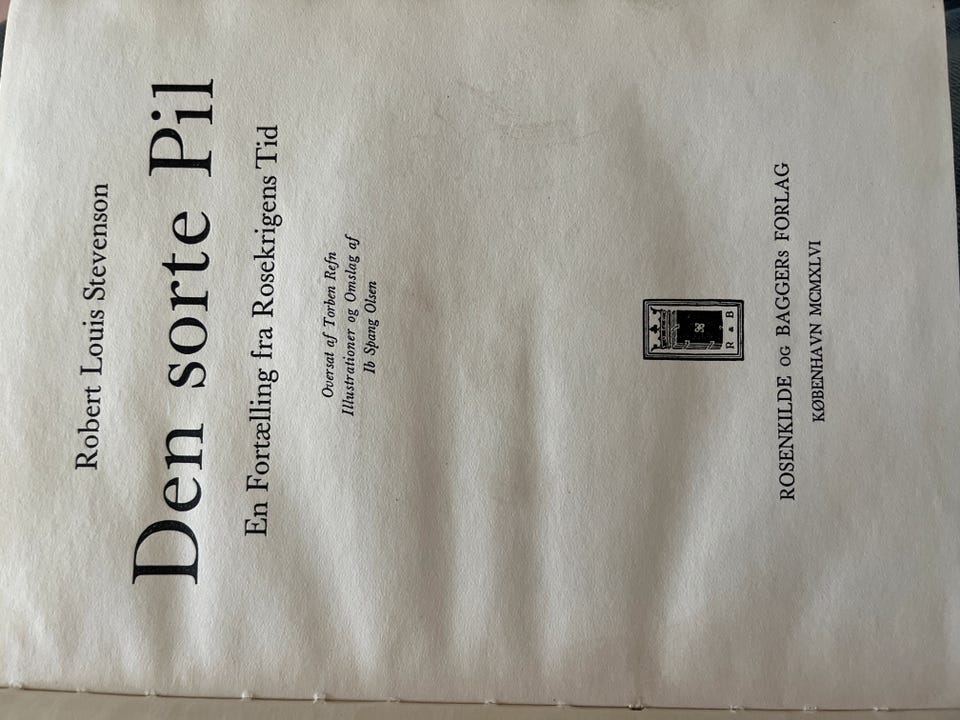 Robert Louis Stevenson
Den sorte Pil
En Fortælling fra Rosekrigens Tid
Oversat af Torben Refn
Illustrationer og Omslag af
Ib Spang Olsen
R & B
ROSENKILDE OG BAGGERs FORLAG
KØBENHAVN MCMXLVI